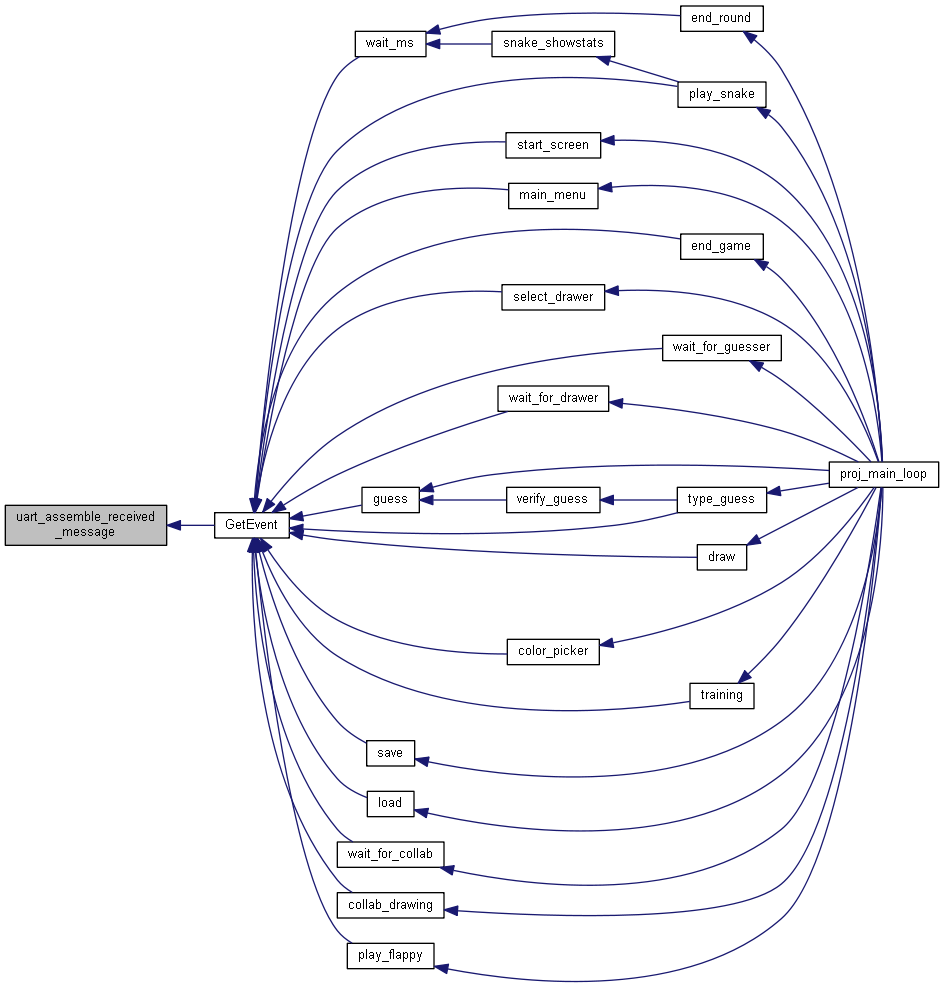 end_round
wait_ms
snake_showstats
play_snake
start_screen
main_menu
end_game
select_drawer
wait_for_guesser
wait_for_drawer
proj_main_loop
guess
verify_guess
type_guess
uart_assemble_received
_message
GetEvent
draw
color_picker
training
save
load
wait_for_collab
collab_drawing
play_flappy